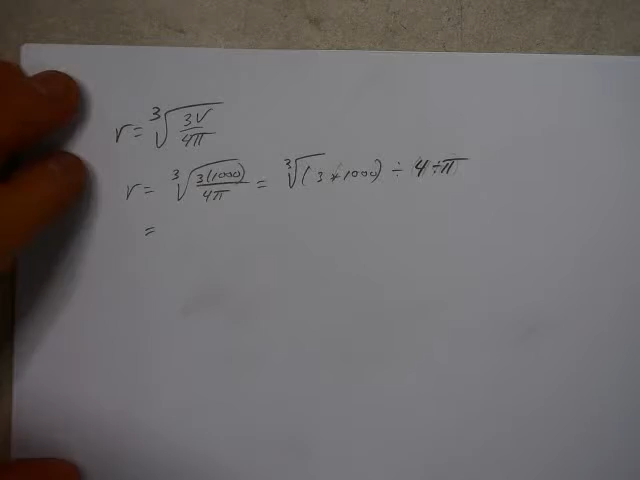 r = ∛(3V/4π)
r = ∛(3(1000)/4π) = ∛(3*1000) ÷ 4 ÷ π
=